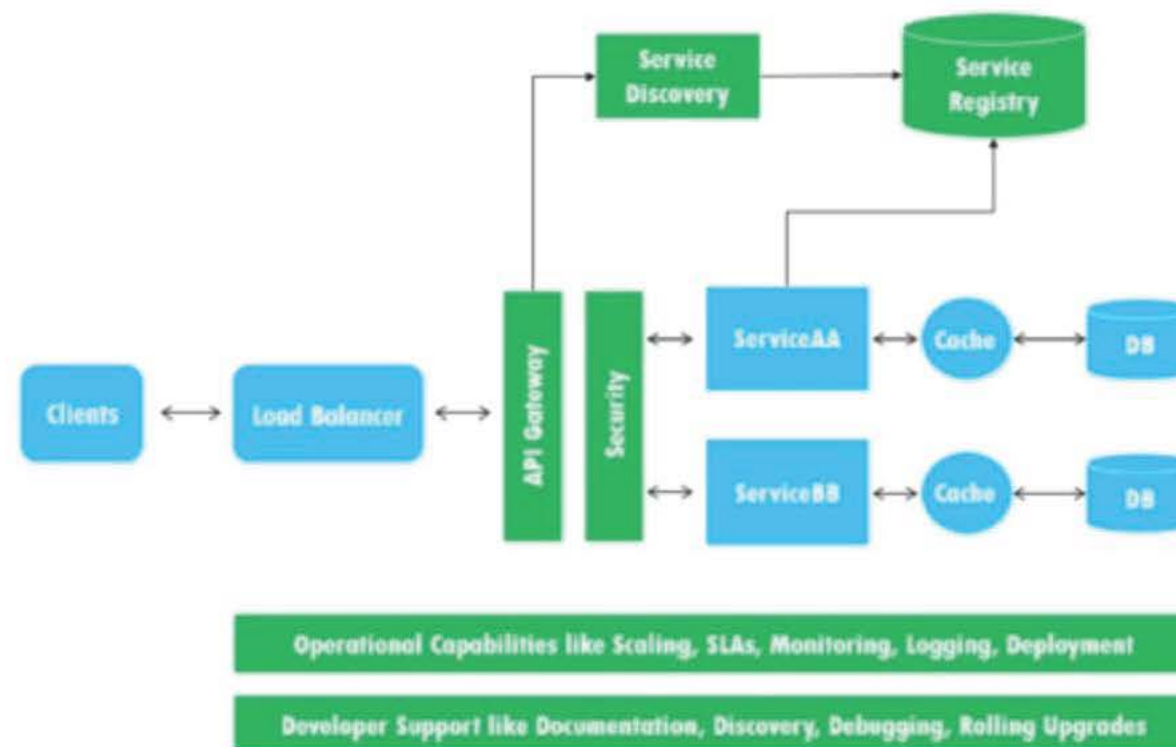 Service
Discovery
Service
Registry
Clients
Load Balancer
API Gateway
Security
ServiceAA
Cache
DB
ServiceBB
Cache
DB
Operational Capabilities like Scaling, SLAs, Monitoring, Logging, Deployment
Developer Support like Documentation, Discovery, Debugging, Rolling Upgrades